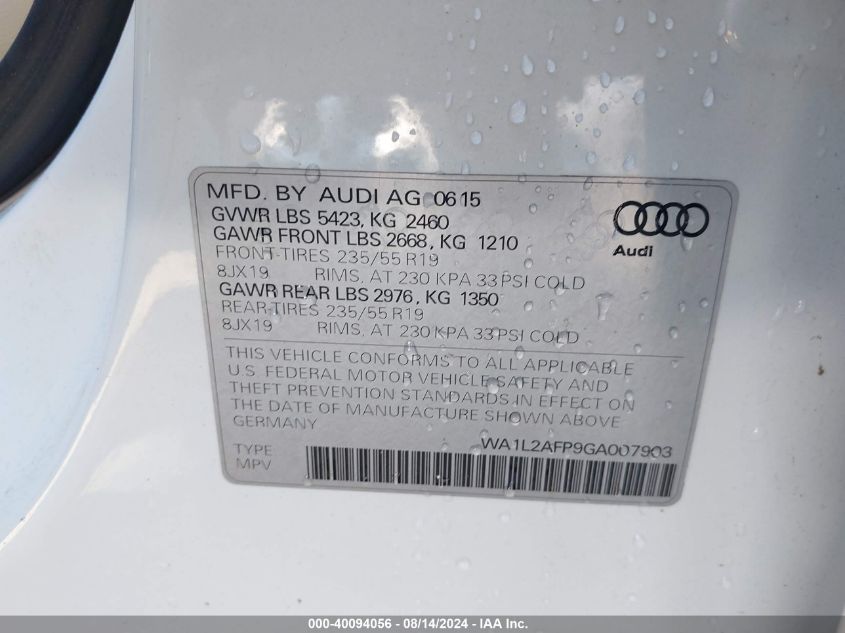 MFD. BY AUDI AG 0615
GVWR LBS 5423, KG 2460
GAWR FRONT LBS 2668, KG 1210
FRONT-TIRES 235/55 R19
8JX19 RIMS, AT 230 KPA 33 PSI COLD
GAWR REAR LBS 2976, KG 1350
REAR-TIRES 235/55 R19
8JX19 RIMS, AT 230 KPA 33 PSI COLD
Audi
THIS VEHICLE CONFORMS TO ALL APPLICABLE
U.S. FEDERAL MOTOR VEHICLE SAFETY AND
THEFT PREVENTION STANDARDS IN EFFECT ON
THE DATE OF MANUFACTURE SHOWN ABOVE
GERMANY
WA1L2AFP9GA007903
TYPE
MPV
000-40094056 - 08/14/2024 - IAAI.COM